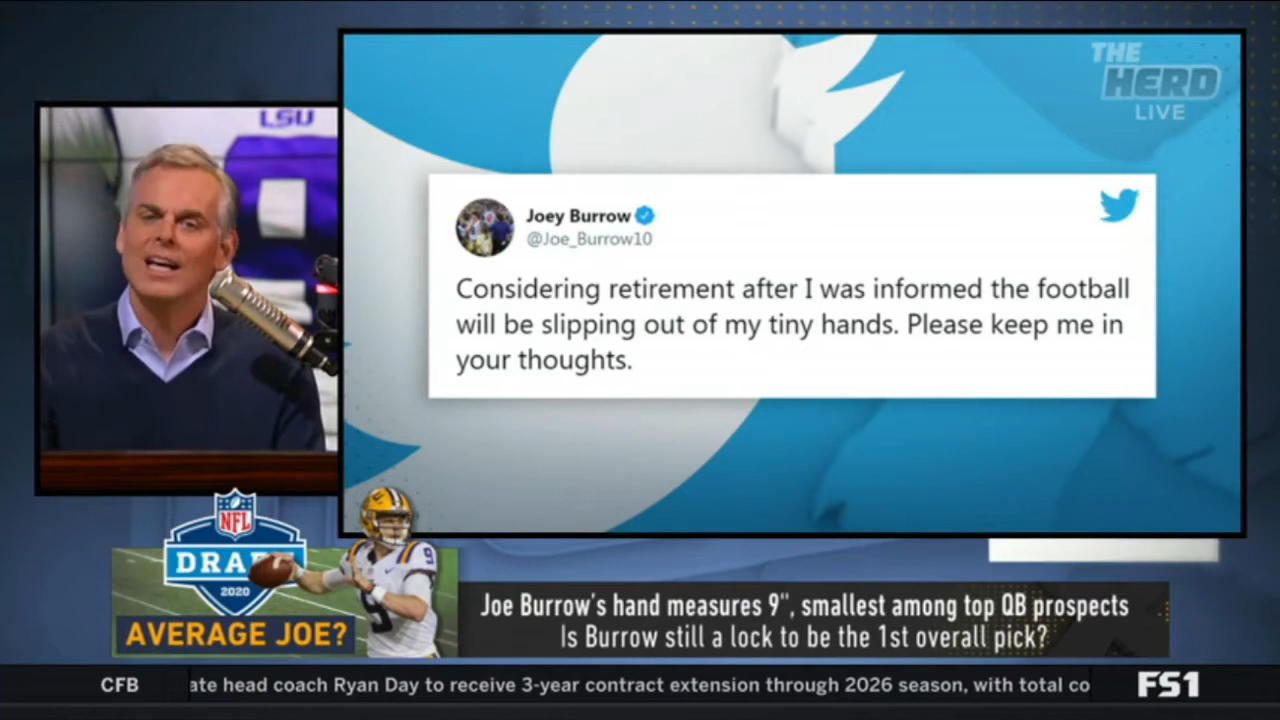 THE
HERD
LIVE
LSU
Joey Burrow
@Joe_Burrow10
Considering retirement after I was informed the football
will be slipping out of my tiny hands. Please keep me in
your thoughts.
NFL
DRAFT
2020
9
AVERAGE JOE?
Joe Burrow's hand measures 9", smallest among top QB prospects
Is Burrow still a lock to be the 1st overall pick?
CFB
ate head coach Ryan Day to receive 3-year contract extension through 2026 season, with total co
FS1